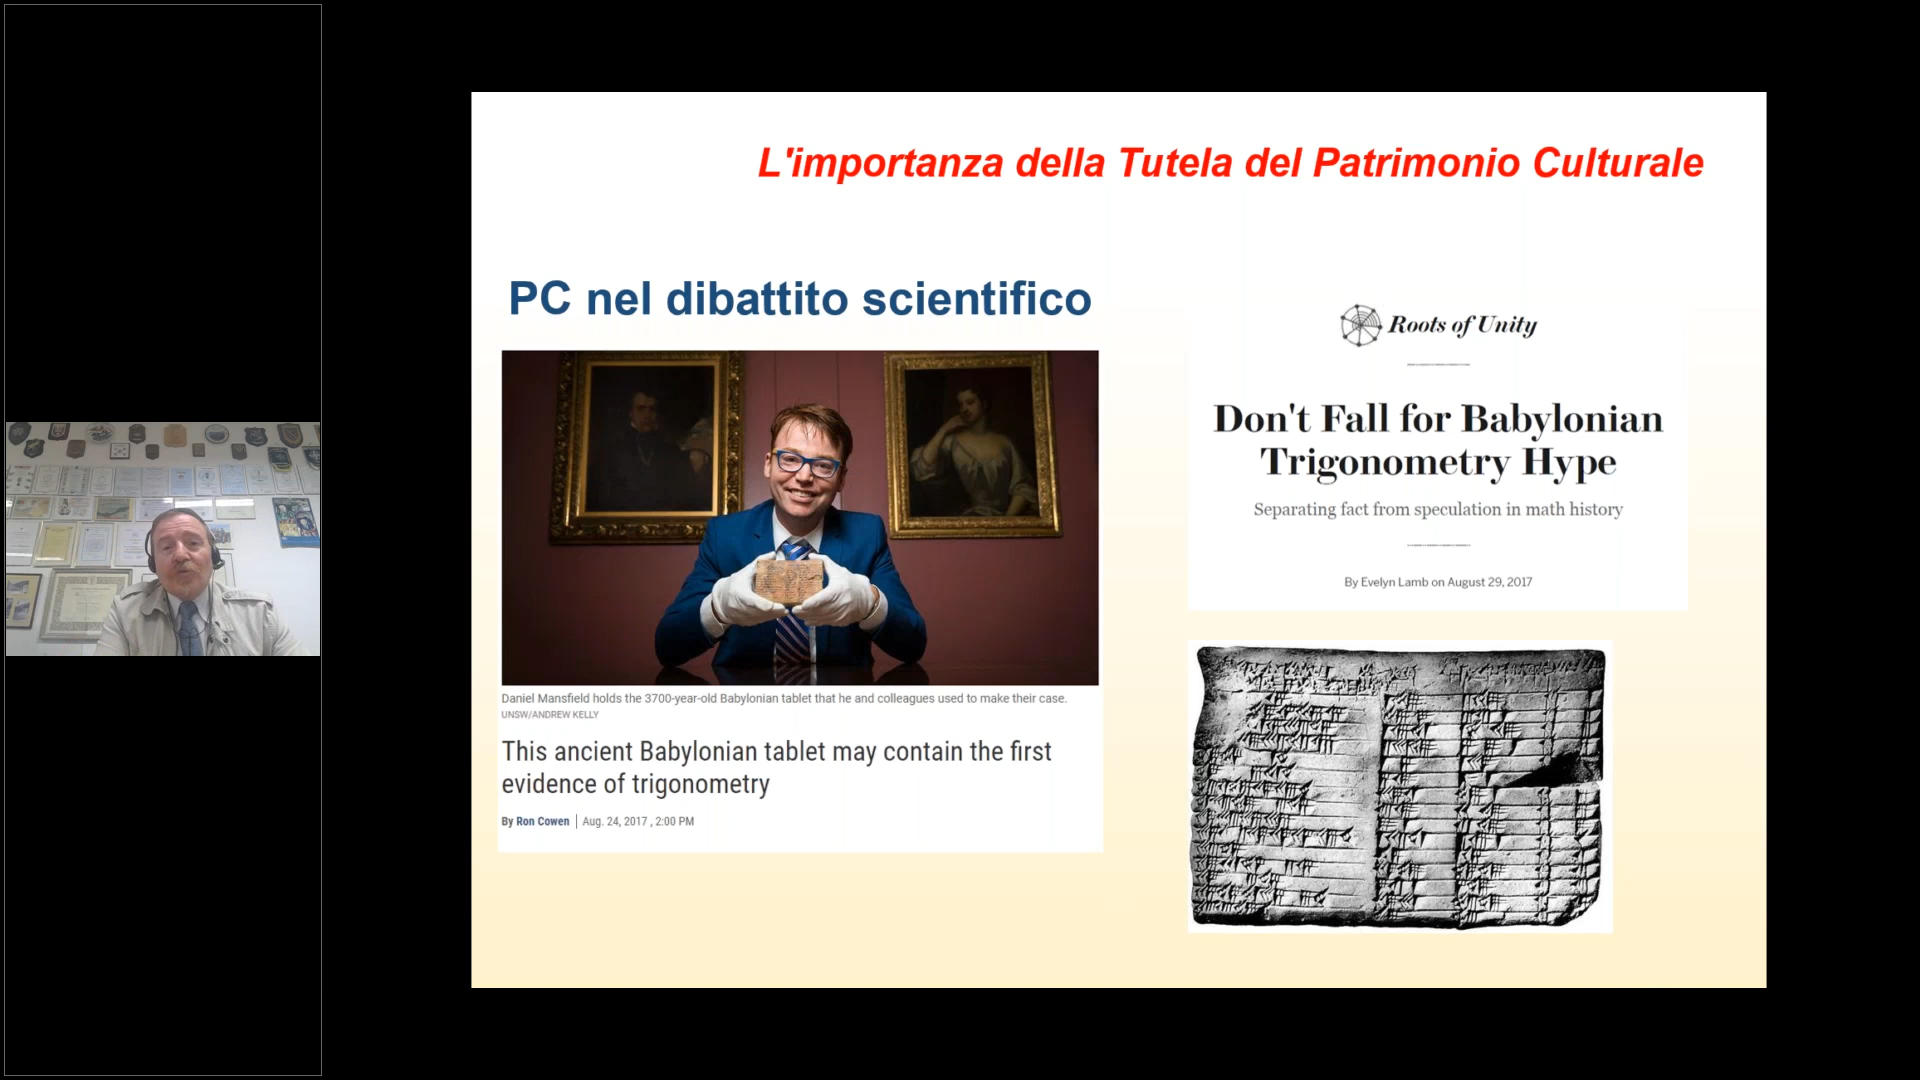 L'importanza della Tutela del Patrimonio Culturale
PC nel dibattito scientifico
Daniel Mansfield holds the 3700-year-old Babylonian tablet that he and colleagues used to make their case.
UNSW/ANDREW KELLY
This ancient Babylonian tablet may contain the first
evidence of trigonometry
By Ron Cowen | Aug. 24, 2017 , 2:00 PM
Roots of Unity
Don't Fall for Babylonian
Trigonometry Hype
Separating fact from speculation in math history
By Evelyn Lamb on August 29, 2017